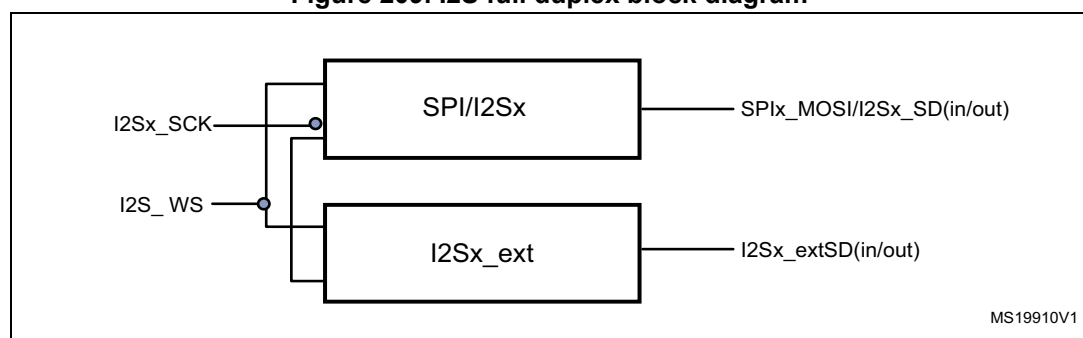 Figure I2S full duplex block diagram
SPI/I2Sx
SPIx_MOSI/I2Sx_SD(in/out)
I2Sx_SCK
I2S_ WS
I2Sx_ext
I2Sx_extSD(in/out)
MS19910V1